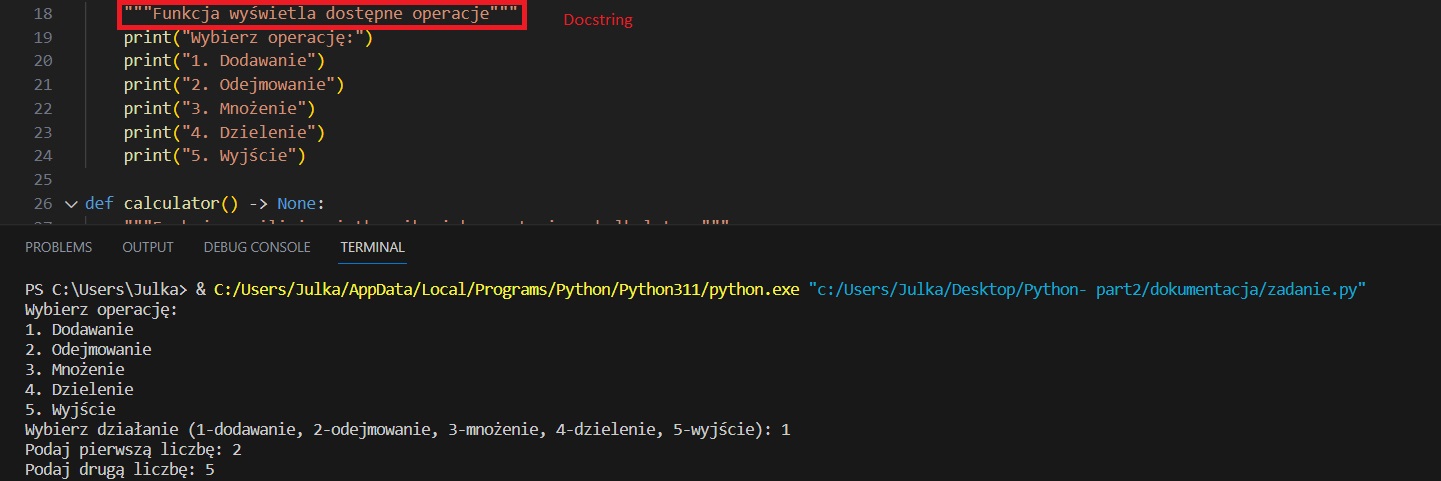 18 """Funkcja wyświetla dostępne operacje""" Docstring
19 print("Wybierz operację:")
20 print("1. Dodawanie")
21 print("2. Odejmowanie")
22 print("3. Mnożenie")
23 print("4. Dzielenie")
24 print("5. Wyjście")
25
26 def calculator() -> None:
PROBLEMS OUTPUT DEBUG CONSOLE TERMINAL
PS C:\Users\Julka> & C:/Users/Julka/AppData/Local/Programs/Python/Python311/python.exe "c:/Users/Julka/Desktop/Python- part2/dokumentacja/zadanie.py"
Wybierz operację:
1. Dodawanie
2. Odejmowanie
3. Mnożenie
4. Dzielenie
5. Wyjście
Wybierz działanie (1-dodawanie, 2-odejmowanie, 3-mnożenie, 4-dzielenie, 5-wyjście): 1
Podaj pierwszą liczbę: 2
Podaj drugą liczbę: 5